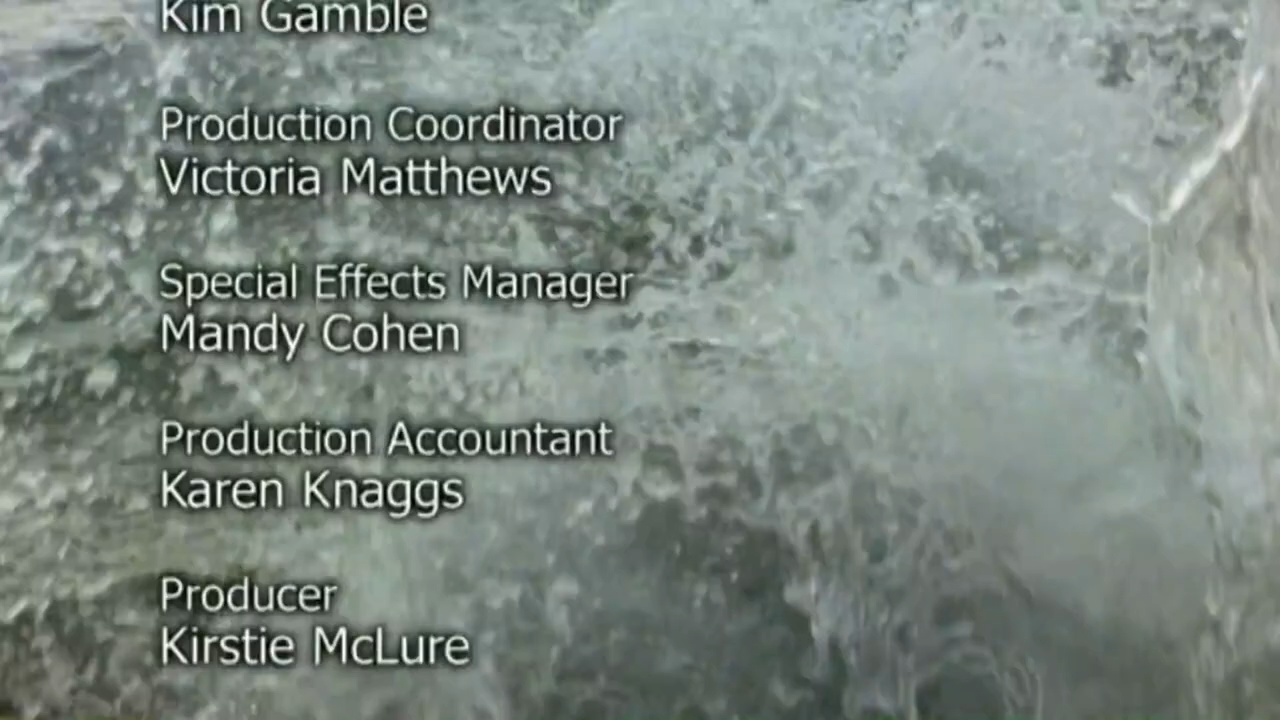 Kim Gamble
Production Coordinator
Victoria Matthews
Special Effects Manager
Mandy Cohen
Production Accountant
Karen Knaggs
Producer
Kirstie McLure